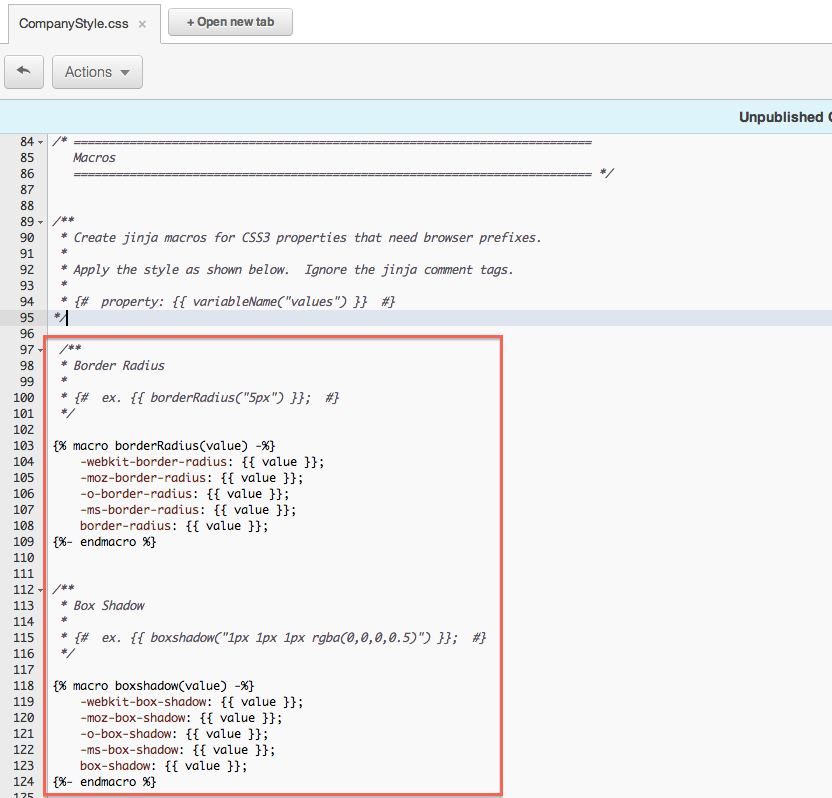 CompanyStyle.css ×
+ Open new tab
Actions
Unpublished
84 /* ==========================================================================
85 Macros
86 ========================================================================== */
87
88
89 /**
90 * Create jinja macros for CSS3 properties that need browser prefixes.
91 *
92 * Apply the style as shown below.  Ignore the jinja comment tags.
93 *
94 * {#  property: {{ variableName("values") }}  #}
95 */
96
97 /**
98 * Border Radius
99 *
100 * {#  ex. {{ borderRadius("5px") }};  #}
101 */
102
103 {% macro borderRadius(value) -%}
104 -webkit-border-radius: {{ value }};
105 -moz-border-radius: {{ value }};
106 -o-border-radius: {{ value }};
107 -ms-border-radius: {{ value }};
108 border-radius: {{ value }};
109 {%- endmacro %}
110
111
112 /**
113 * Box Shadow
114 *
115 * {#  ex. {{ boxshadow("1px 1px 1px rgba(0,0,0,0.5)") }};  #}
116 */
117
118 {% macro boxshadow(value) -%}
119 -webkit-box-shadow: {{ value }};
120 -moz-box-shadow: {{ value }};
121 -o-box-shadow: {{ value }};
122 -ms-box-shadow: {{ value }};
123 box-shadow: {{ value }};
124 {%- endmacro %}